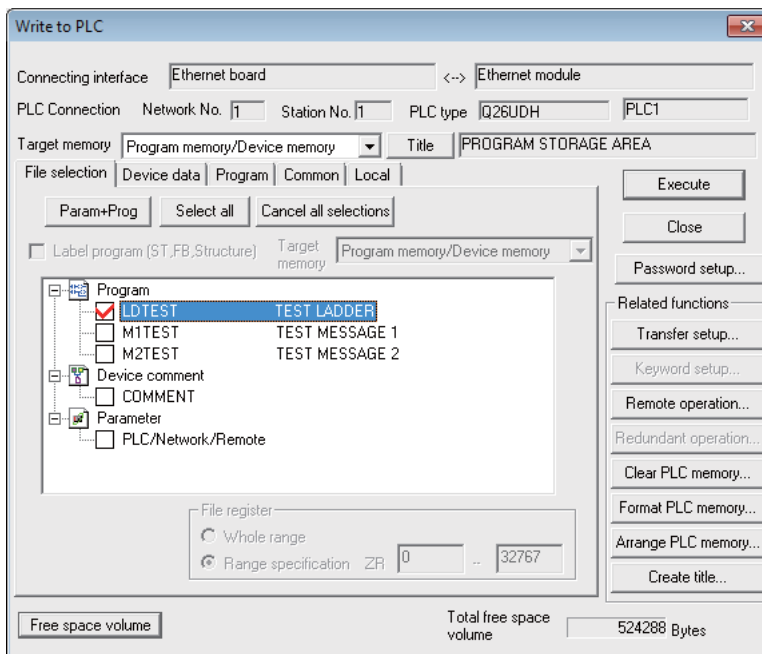 Write to PLC
Connecting interface Ethernet board <--> Ethernet module
PLC Connection Network No. 1 Station No. 1 PLC type Q26UDH PLC1
Target memory Program memory/Device memory Title PROGRAM STORAGE AREA
File selection Device data Program Common Local
Execute
Param+Prog Select all Cancel all selections
Close
Label program (ST,FB,Structure) Target memory Program memory/Device memory
Password setup...
Program
LDTEST TEST LADDER
M1TEST TEST MESSAGE 1
M2TEST TEST MESSAGE 2
Device comment
COMMENT
Parameter
PLC/Network/Remote
Related functions
Transfer setup...
Keyword setup...
Remote operation...
Redundant operation...
Clear PLC memory...
Format PLC memory...
Arrange PLC memory...
Create title...
File register
Whole range
Range specification ZR 0 .. 32767
Free space volume
Total free space volume 524288 Bytes